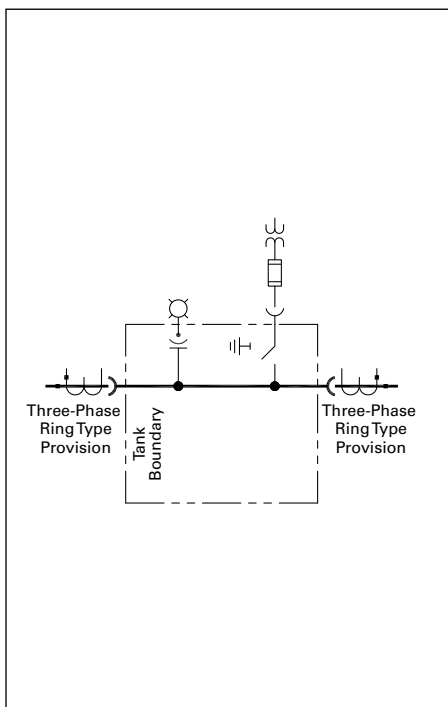 Three-Phase
Ring Type
Provision
Tank
Boundary
Three-Phase
Ring Type
Provision